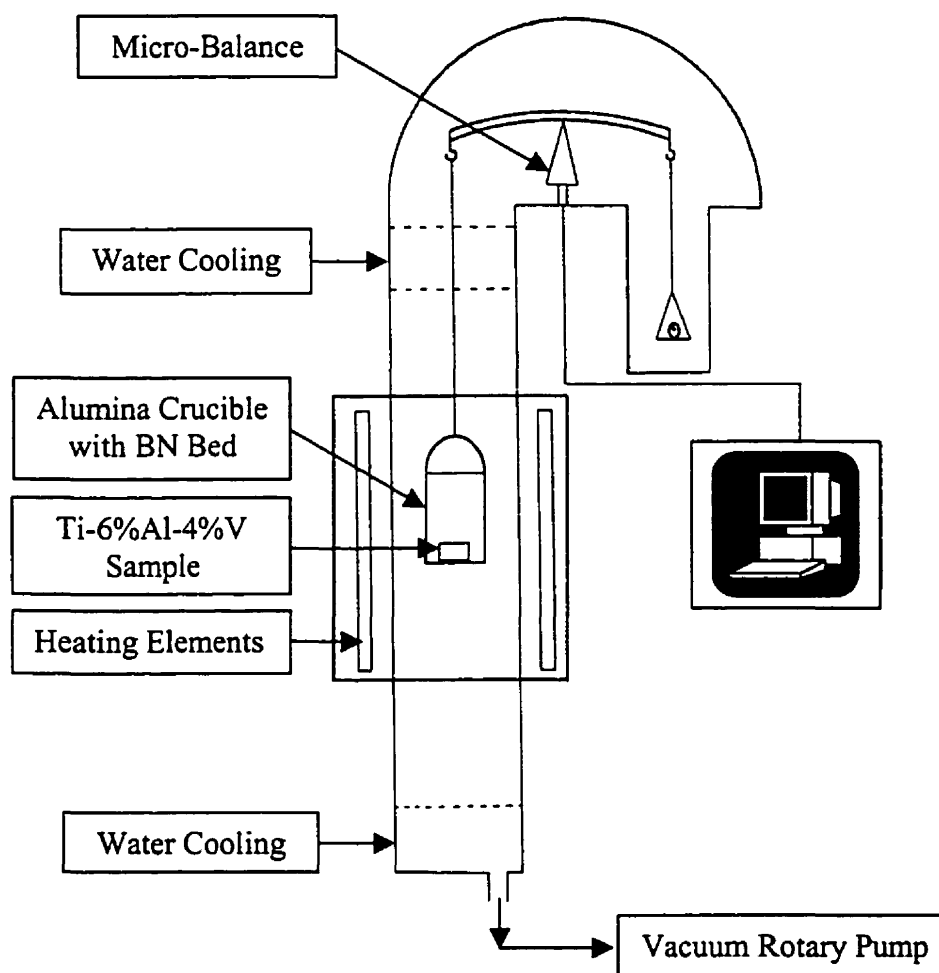 Micro-Balance
Water Cooling
Alumina Crucible
with BN Bed
Ti-6%Al-4%V
Sample
Heating Elements
Water Cooling
Vacuum Rotary Pump